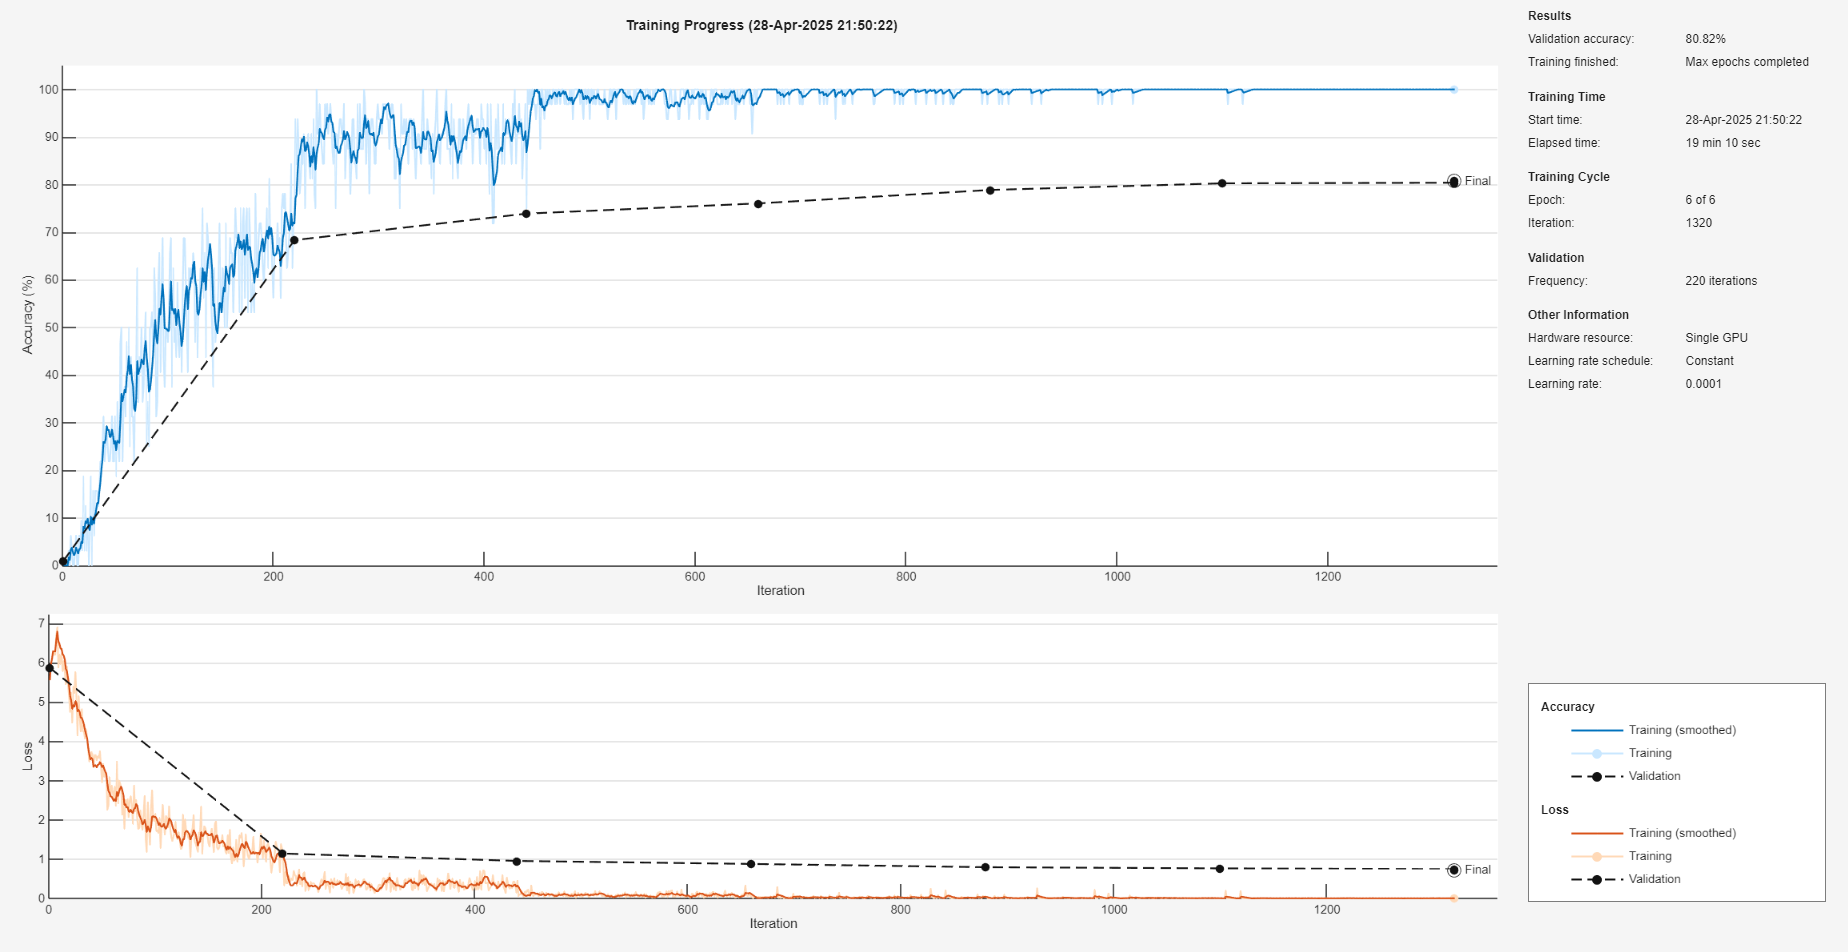 Training Progress (28-Apr-2025 21:50:22)
100
90
80
70
60
50
40
30
20
10
0
Accuracy (%)
Final
0 200 400 600 800 1000 1200
Iteration
7
6
5
4
3
2
1
0
Loss
Final
0 200 400 600 800 1000 1200
Iteration
Results
Validation accuracy: 80.82%
Training finished: Max epochs completed
Training Time
Start time: 28-Apr-2025 21:50:22
Elapsed time: 19 min 10 sec
Training Cycle
Epoch: 6 of 6
Iteration: 1320
Validation
Frequency: 220 iterations
Other Information
Hardware resource: Single GPU
Learning rate schedule: Constant
Learning rate: 0.0001
Accuracy
Training (smoothed)
Training
Validation
Loss
Training (smoothed)
Training
Validation